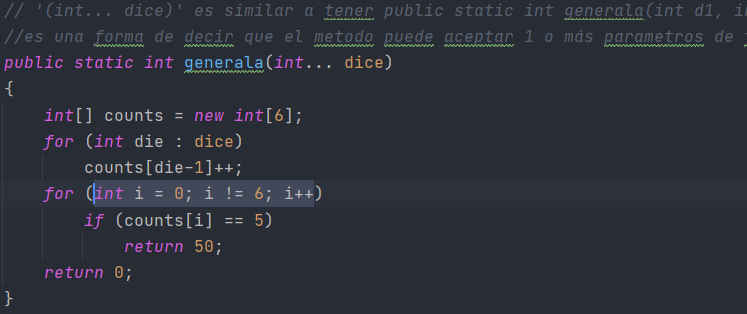 // '(int... dice)' es similar a tener public static int generala(int d1,
//es una forma de decir que el metodo puede aceptar 1 o más parametros de
public static int generala(int... dice)
{
    int[] counts = new int[6];
    for (int die : dice)
        counts[die-1]++;
    for (int i = 0; i != 6; i++)
        if (counts[i] == 5)
            return 50;
    return 0;
}